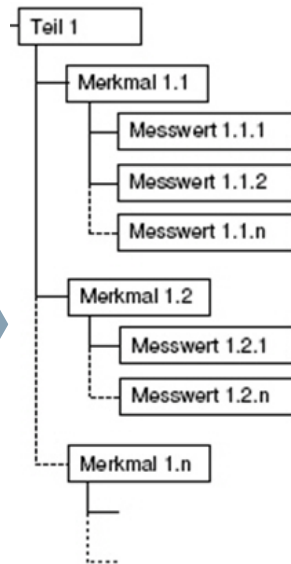 Teil 1
Merkmal 1.1
Messwert 1.1.1
Messwert 1.1.2
Messwert 1.1.n
Merkmal 1.2
Messwert 1.2.1
Messwert 1.2.n
Merkmal 1.n